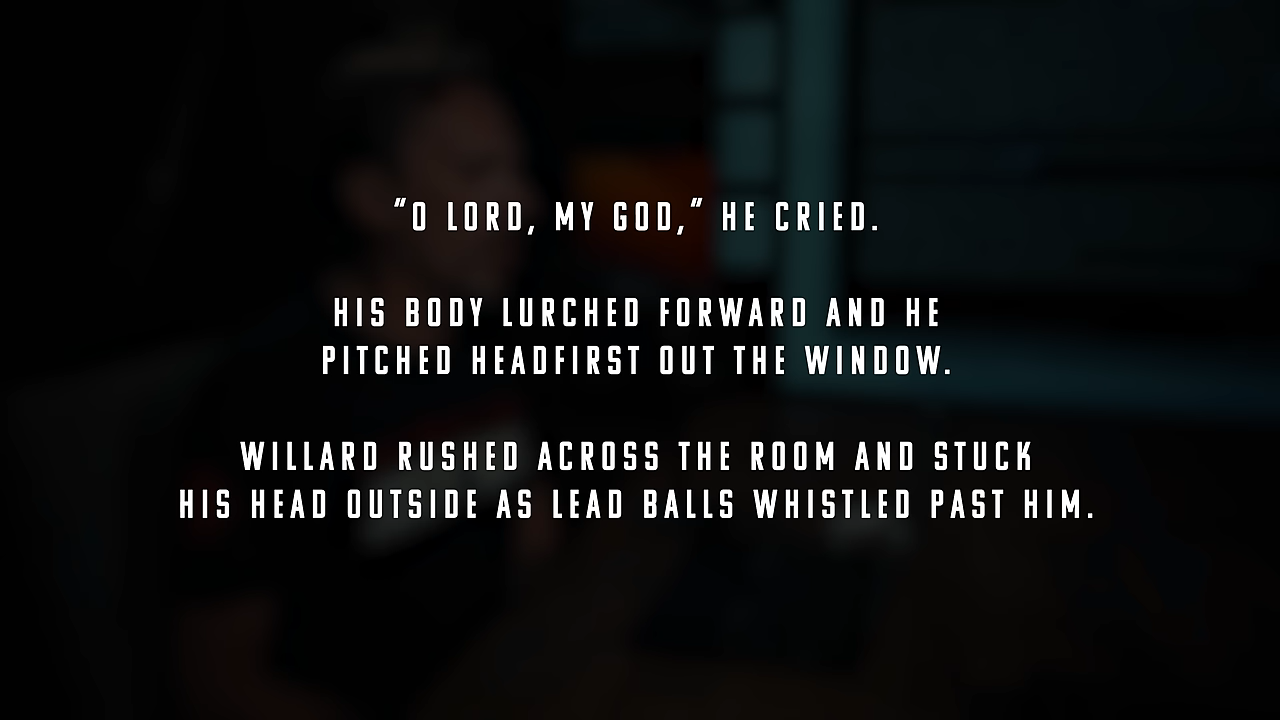 "O LORD, MY GOD," HE CRIED.
HIS BODY LURCHED FORWARD AND HE
PITCHED HEADFIRST OUT THE WINDOW.
WILLARD RUSHED ACROSS THE ROOM AND STUCK
HIS HEAD OUTSIDE AS LEAD BALLS WHISTLED PAST HIM.